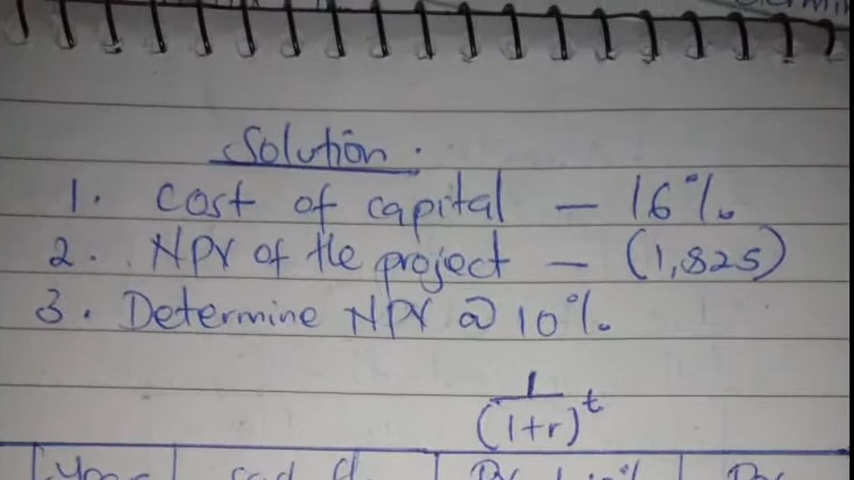 Solution.
1. Cost of capital – 16%.
2. NPV of the project – (1,825)
3. Determine NPV @ 10%.
1
(1+r)^t